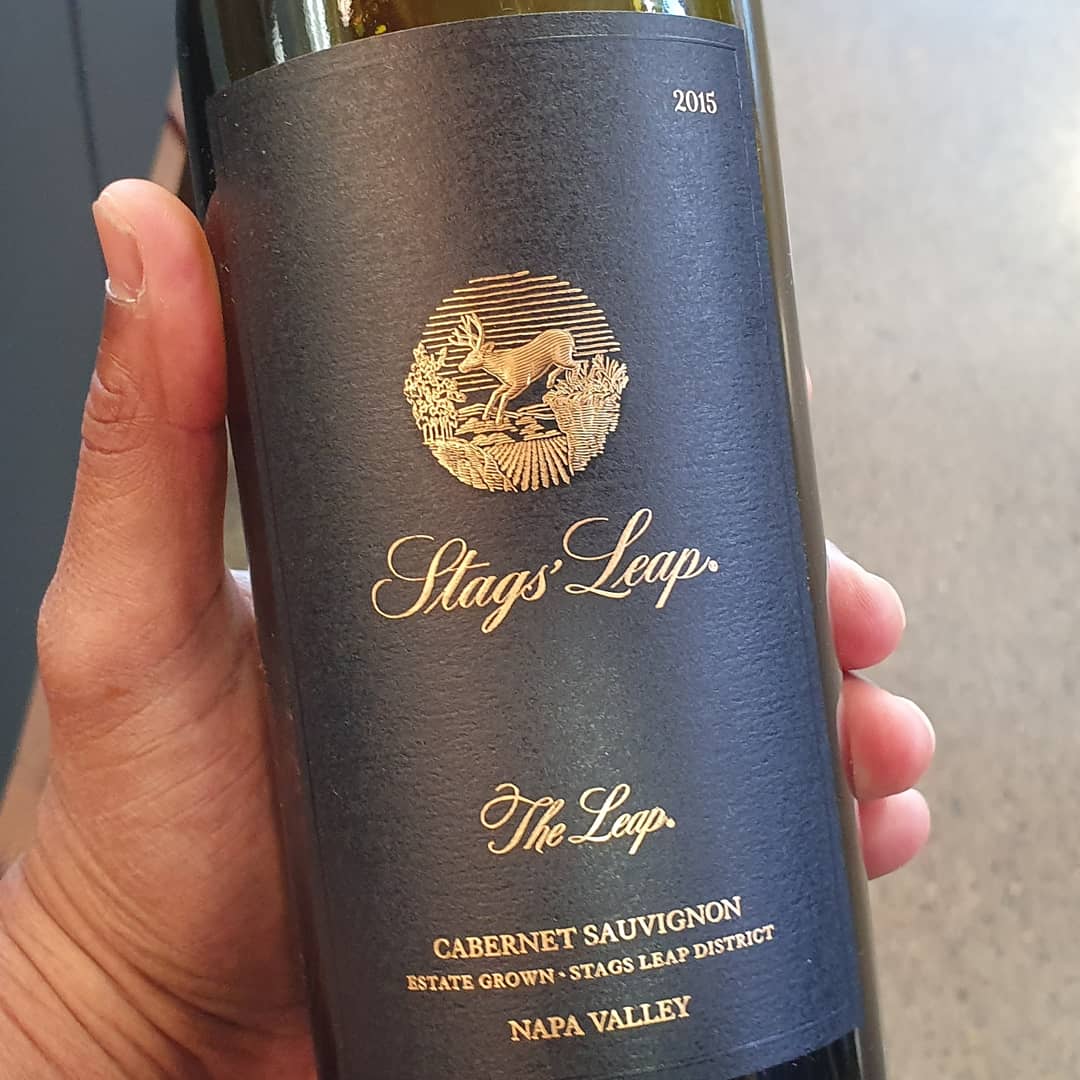 2015
Stags' Leap®
The Leap®
CABERNET SAUVIGNON
ESTATE GROWN • STAGS LEAP DISTRICT
NAPA VALLEY